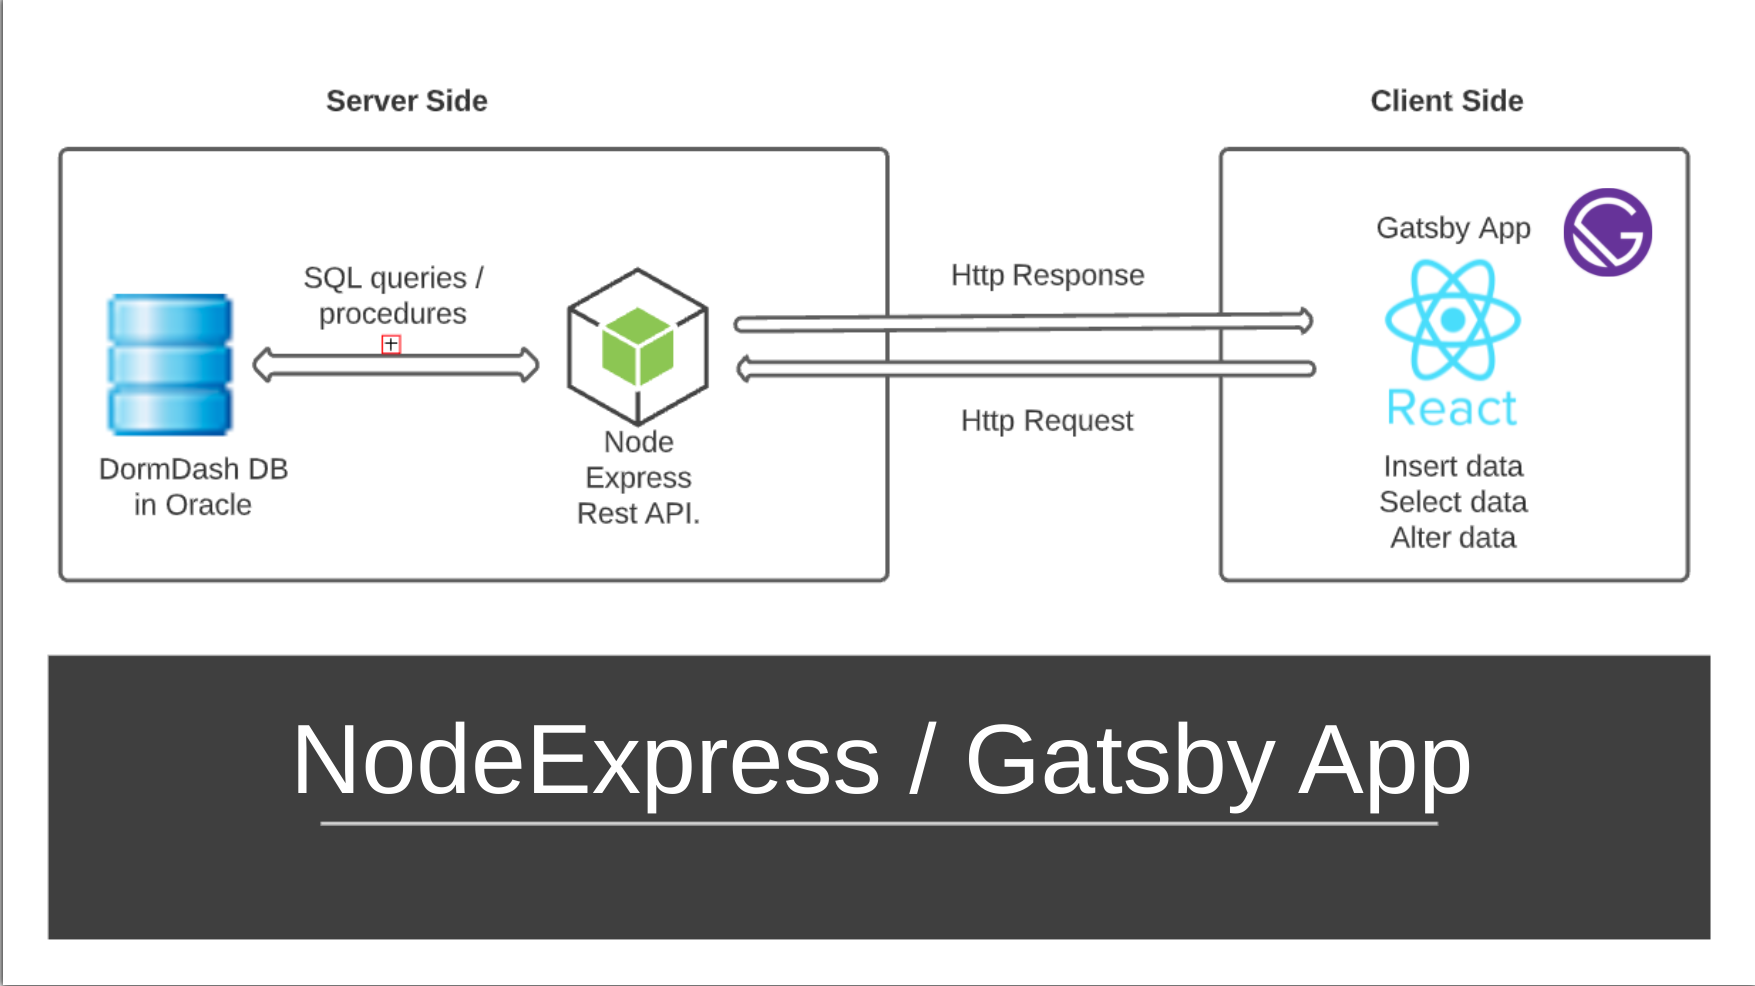 Server Side
Client Side
SQL queries /
procedures
DormDash DB
in Oracle
Node
Express
Rest API.
Http Response
Http Request
Gatsby App
React
Insert data
Select data
Alter data
NodeExpress / Gatsby App